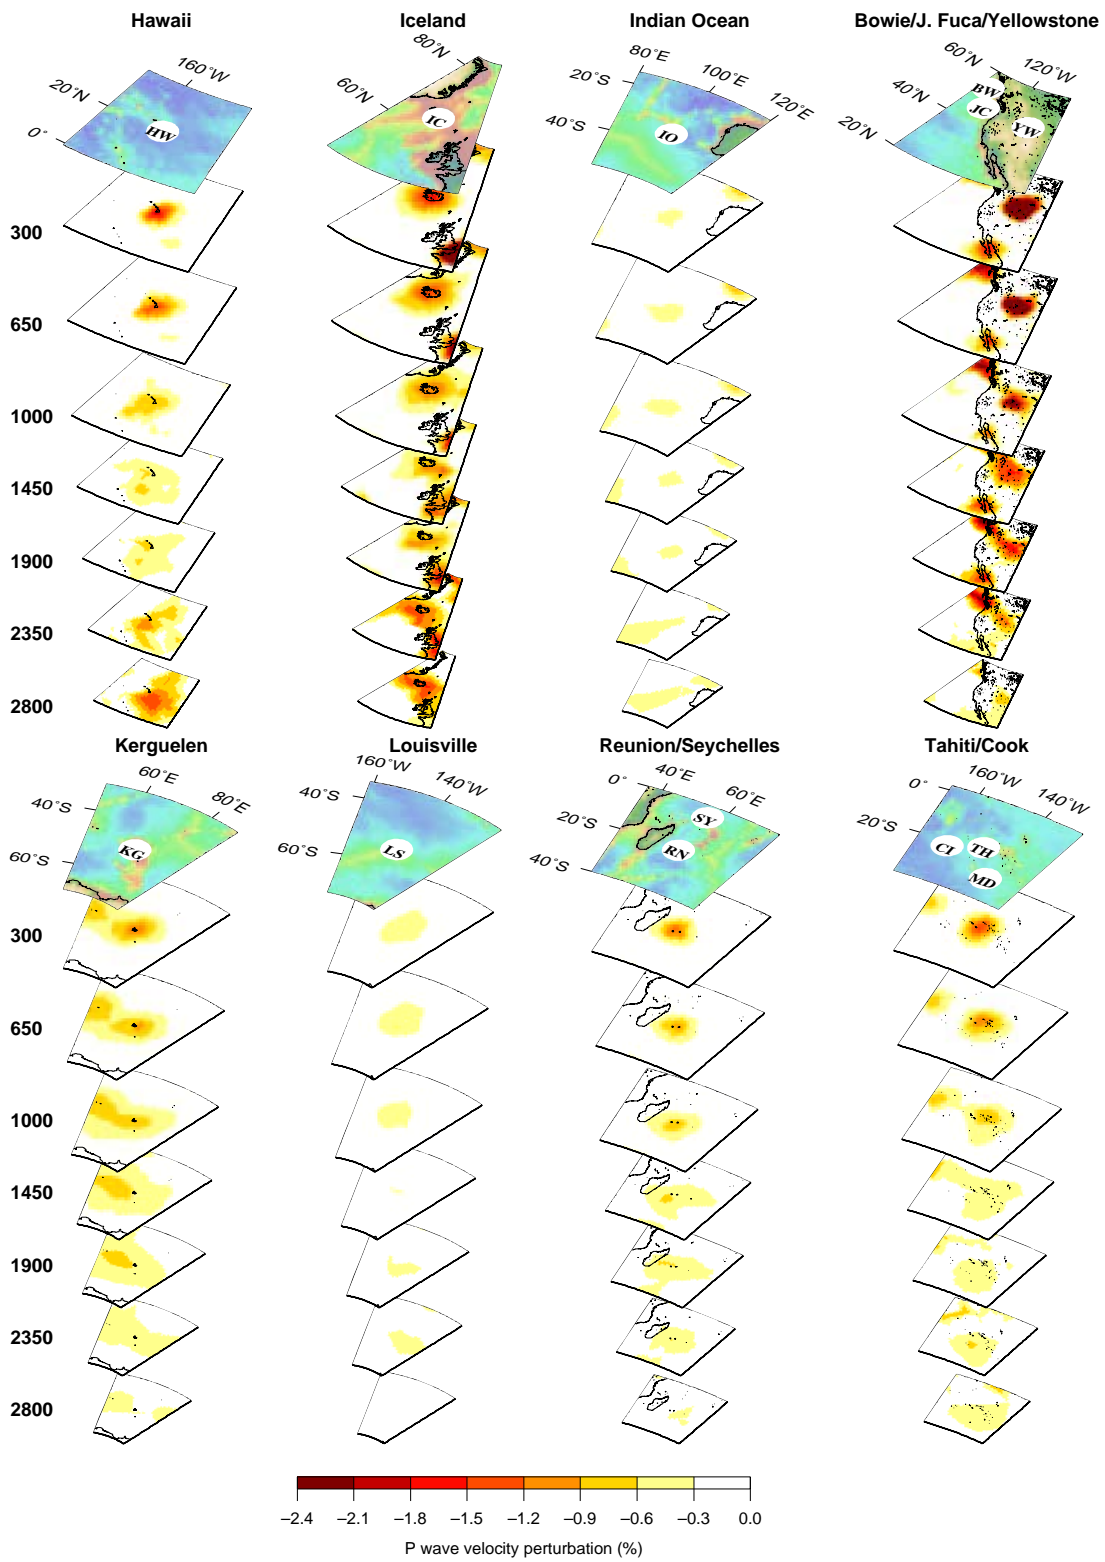 Hawaii
Iceland
Indian Ocean
Bowie/J. Fuca/Yellowstone
160˚W
20˚N
0˚
HW
80˚N
60˚N
IC
80˚E
100˚E
120˚E
20˚S
40˚S
IO
60˚N
120˚W
40˚N
20˚N
BW
JC
YW
300
650
1000
1450
1900
2350
2800
Kerguelen
Louisville
Reunion/Seychelles
Tahiti/Cook
60˚E
80˚E
40˚S
60˚S
KG
160˚W
140˚W
40˚S
60˚S
LS
0˚
40˚E
60˚E
20˚S
40˚S
SY
RN
0˚
160˚W
140˚W
20˚S
CI
TH
MD
300
650
1000
1450
1900
2350
2800
−2.4 −2.1 −1.8 −1.5 −1.2 −0.9 −0.6 −0.3 0.0
P wave velocity perturbation (%)